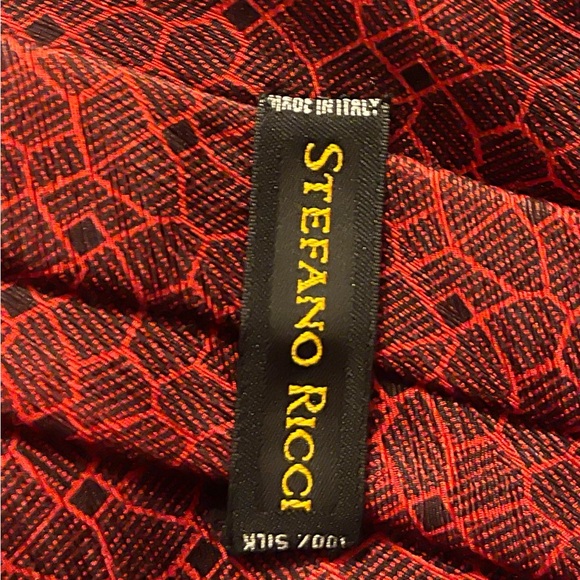 MADE IN ITALY
STEFANO RICCI
100% SILK